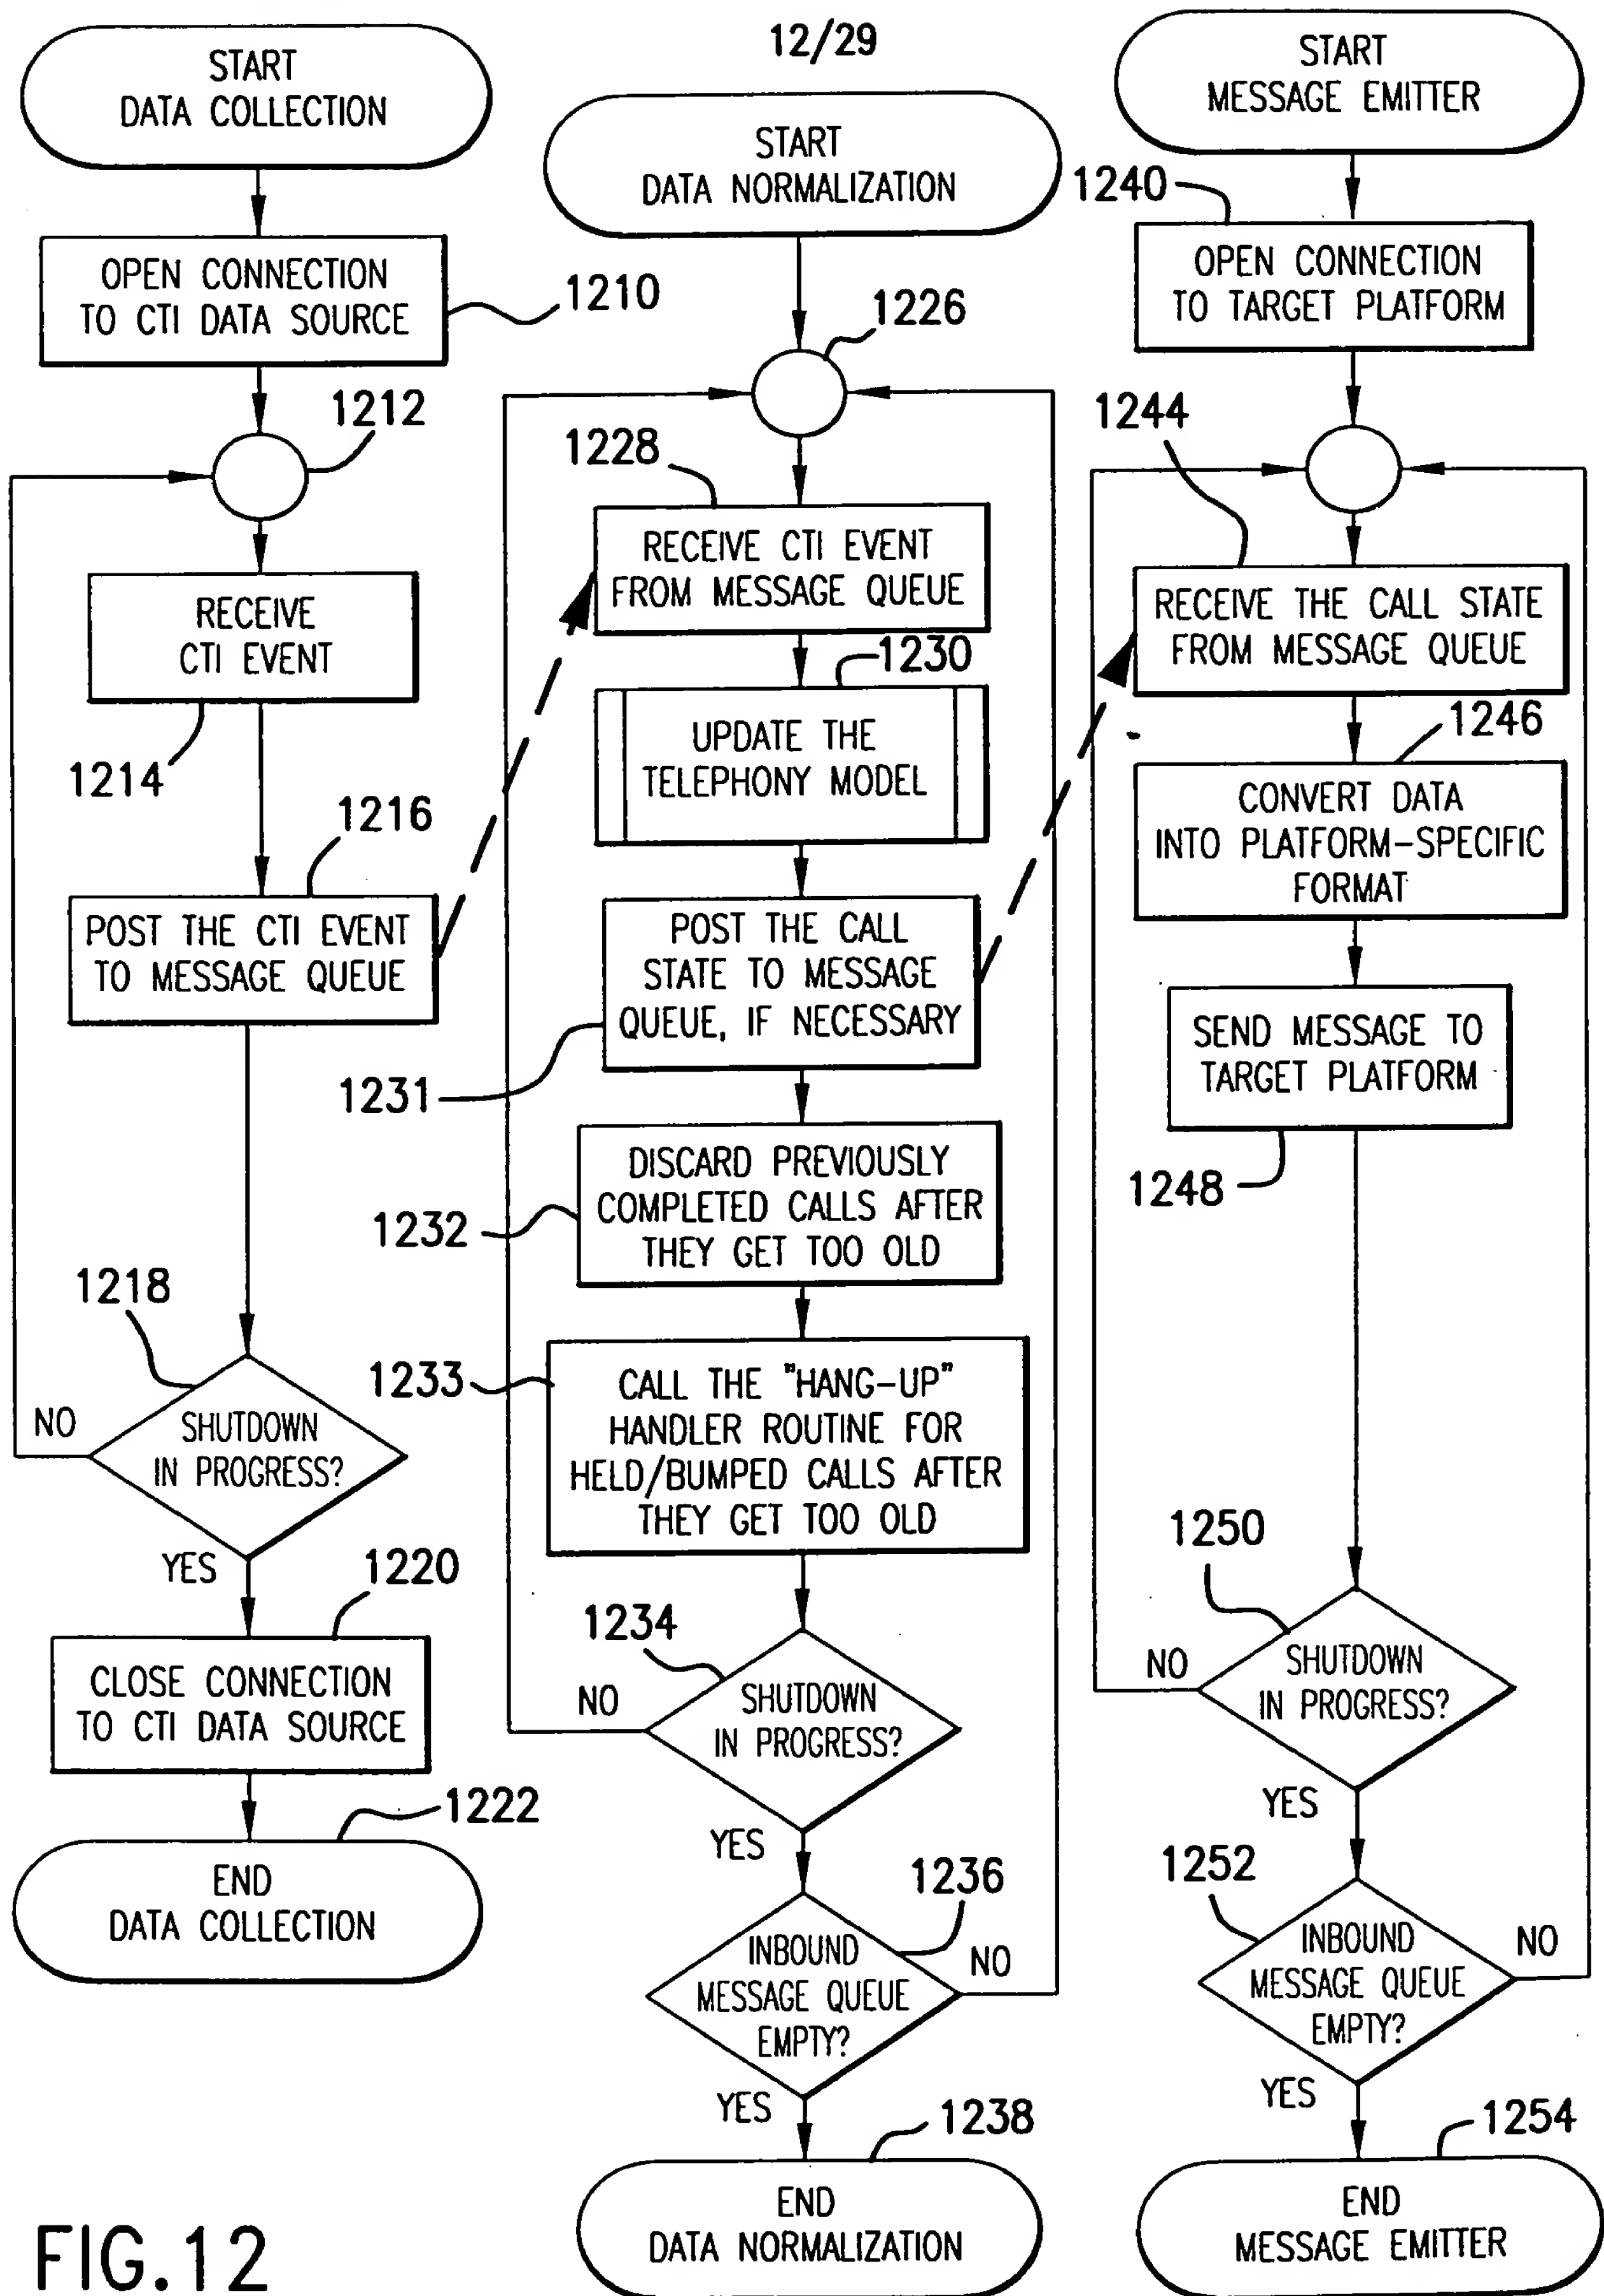 12/29
START
DATA COLLECTION
OPEN CONNECTION
TO CTI DATA SOURCE
1210
1212
RECEIVE
CTI EVENT
1214
1216
POST THE CTI EVENT
TO MESSAGE QUEUE
1218
SHUTDOWN
IN PROGRESS?
NO
YES
1220
CLOSE CONNECTION
TO CTI DATA SOURCE
1222
END
DATA COLLECTION
START
DATA NORMALIZATION
1226
1228
RECEIVE CTI EVENT
FROM MESSAGE QUEUE
1230
UPDATE THE
TELEPHONY MODEL
POST THE CALL
STATE TO MESSAGE
QUEUE, IF NECESSARY
1231
DISCARD PREVIOUSLY
COMPLETED CALLS AFTER
THEY GET TOO OLD
1232
1233
CALL THE "HANG-UP"
HANDLER ROUTINE FOR
HELD/BUMPED CALLS AFTER
THEY GET TOO OLD
1234
SHUTDOWN
IN PROGRESS?
NO
YES
1236
INBOUND
MESSAGE QUEUE
EMPTY?
NO
YES
1238
END
DATA NORMALIZATION
START
MESSAGE EMITTER
1240
OPEN CONNECTION
TO TARGET PLATFORM
1244
RECEIVE THE CALL STATE
FROM MESSAGE QUEUE
1246
CONVERT DATA
INTO PLATFORM-SPECIFIC
FORMAT
SEND MESSAGE TO
TARGET PLATFORM
1248
1250
SHUTDOWN
IN PROGRESS?
NO
YES
1252
INBOUND
MESSAGE QUEUE
EMPTY?
NO
YES
1254
END
MESSAGE EMITTER
FIG.12